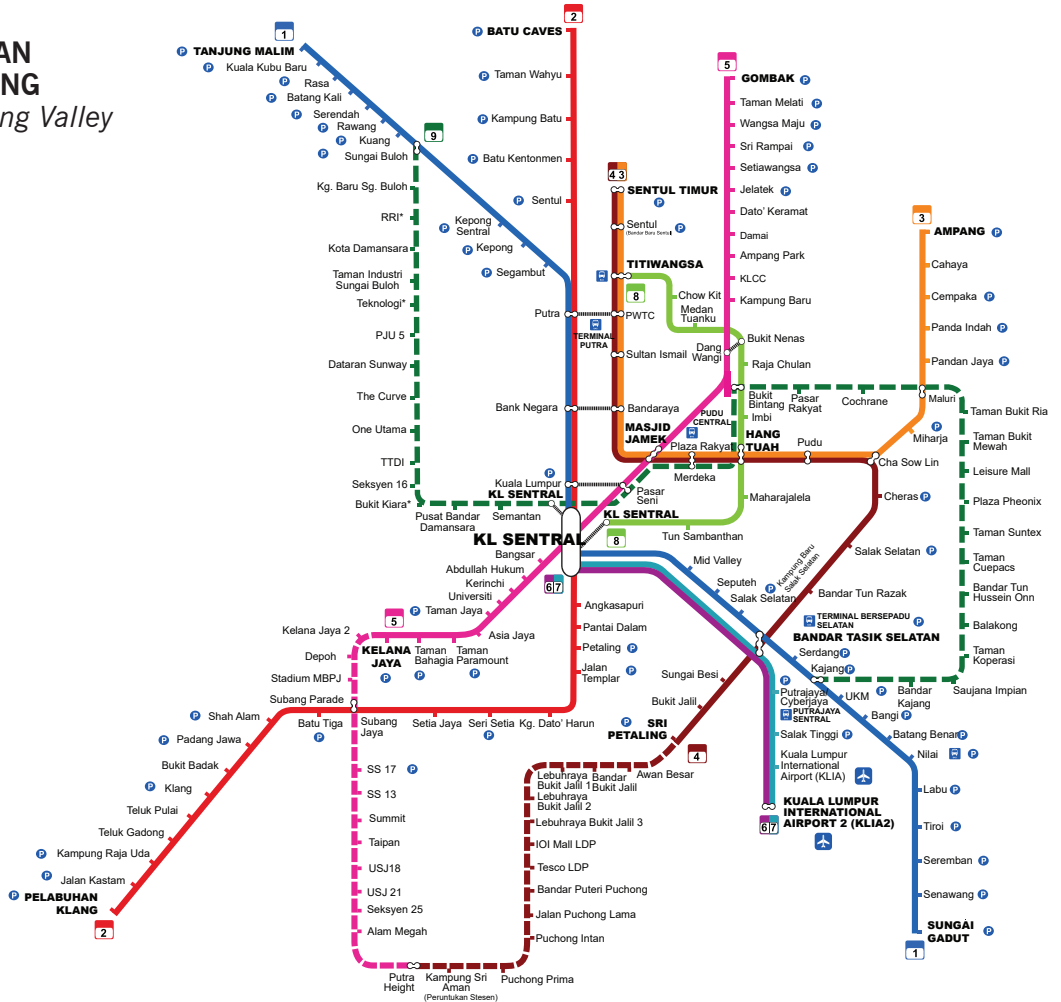 AN
NG
ng Valley
1
TANJUNG MALIM
Kuala Kubu Baru
Rasa
Batang Kali
Serendah
Rawang
Kuang
Sungai Buloh
9
Kg. Baru Sg. Buloh
RRI*
Kota Damansara
Taman Industri
Sungai Buloh
Teknologi*
PJU 5
Dataran Sunway
The Curve
One Utama
TTDI
Seksyen 16
Bukit Kiara*
Pusat Bandar
Damansara
Semantan
KL SENTRAL
2
BATU CAVES
Taman Wahyu
Kampung Batu
Batu Kentonmen
Sentul
Kepong
Sentral
Kepong
Segambut
Putra
Bank Negara
Kuala Lumpur
4 3
SENTUL TIMUR
Sentul
(Bandar Baru Sentul
TITIWANGSA
8
Chow Kit
Medan
Tuanku
PWTC
TERMINAL
PUTRA
Sultan Ismail
Bandaraya
MASJID
JAMEK
PUDU
CENTRAL
Plaza Rakyat
Merdeka
Pasar
Seni
5
GOMBAK
Taman Melati
Wangsa Maju
Sri Rampai
Setiawangsa
Jelatek
Dato' Keramat
Damai
Ampang Park
KLCC
Kampung Baru
Dang
Wangi
Bukit Nenas
Raja Chulan
Bukit
Bintang
Imbi
HANG
TUAH
Pudu
Maharajalela
Tun Sambanthan
KL SENTRAL
8
3
AMPANG
Cahaya
Cempaka
Panda Indah
Pandan Jaya
Maluri
Miharja
Cha Sow Lin
Pasar
Rakyat
Cochrane
Taman Bukit Ria
Taman Bukit
Mewah
Leisure Mall
Plaza Pheonix
Taman Suntex
Taman
Cuepacs
Bandar Tun
Hussein Onn
Balakong
Taman
Koperasi
Saujana Impian
Bandar
Kajang
Cheras
Salak Selatan
Kampung Baru
Salak Selatan
Bandar Tun Razak
TERMINAL BERSEPADU
SELATAN
BANDAR TASIK SELATAN
KL SENTRAL
6 7
Mid Valley
Seputeh
Salak Selatan
Serdang
Kajang
UKM
Bangi
Batang Benar
Nilai
Labu
Tiroi
Seremban
Senawang
SUNGAI
GADUT
1
Putrajaya/
Cyberjaya
PUTRAJAYA
SENTRAL
Salak Tinggi
Kuala Lumpur
International
Airport (KLIA)
KUALA LUMPUR
INTERNATIONAL
AIRPORT 2 (KLIA2)
6 7
Bangsar
Abdullah Hukum
Kerinchi
Universiti
Taman Jaya
Asia Jaya
Taman
Paramount
Taman
Bahagia
5
KELANA
JAYA
Kelana Jaya 2
Depoh
Stadium MBPJ
Subang Parade
Subang
Jaya
SS 17
SS 13
Summit
Taipan
USJ18
USJ 21
Seksyen 25
Alam Megah
Putra
Height
Kampung Sri
Aman
(Peruntukan Stesen)
Puchong Prima
Puchong Intan
Jalan Puchong Lama
Bandar Puteri Puchong
Tesco LDP
IOI Mall LDP
Lebuhraya Bukit Jalil 3
Lebuhraya
Bukit Jalil 2
Lebuhraya
Bukit Jalil 1
Bandar
Bukit Jalil
Awan Besar
4
SRI
PETALING
Bukit Jalil
Sungai Besi
Angkasapuri
Pantai Dalam
Petaling
Jalan
Templar
Kg. Dato' Harun
Seri Setia
Setia Jaya
Batu Tiga
Shah Alam
Padang Jawa
Bukit Badak
Klang
Teluk Pulai
Teluk Gadong
Kampung Raja Uda
Jalan Kastam
PELABUHAN
KLANG
2